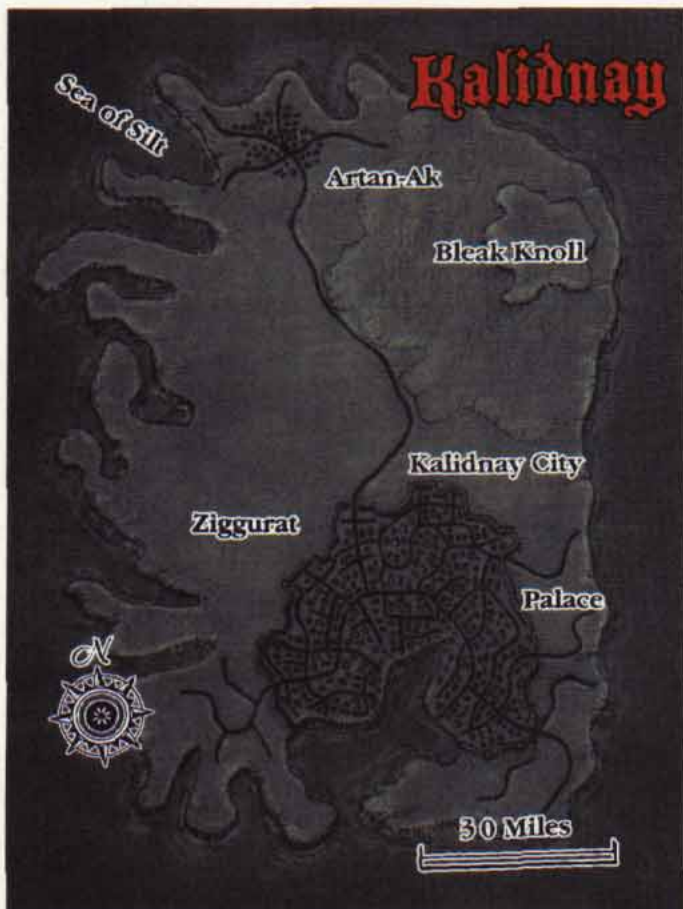 Kalidnay
Sea of Silt
Artan-Ak
Bleak Knoll
Kalidnay City
Ziggurat
Palace
N
30 Miles